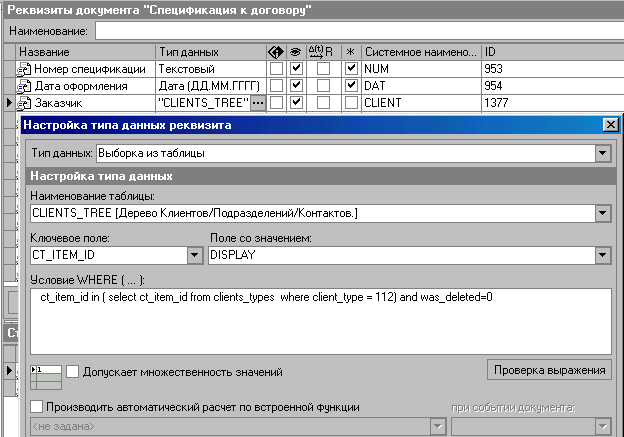 Реквизиты документа "Спецификация к договору"
Наименование:
Название Тип данных Δ(t) R * Системное наимено... ID
Номер спецификации Текстовый NUM 953
Дата оформления Дата (ДД.ММ.ГГГГ) DAT 954
Заказчик "CLIENTS_TREE" ... CLIENT 1377
Настройка типа данных реквизита
Тип данных: Выборка из таблицы
Настройка типа данных
Наименование таблицы:
CLIENTS_TREE [Дерево Клиентов/Подразделений/Контактов.]
Ключевое поле: Поле со значением:
CT_ITEM_ID DISPLAY
Условие WHERE ( ... ):
ct_item_id in ( select ct_item_id from clients_types where client_type = 112) and was_deleted=0
Допускает множественность значений Проверка выражения
Производить автоматический расчет по встроенной функции при событии документа:
<не задана>